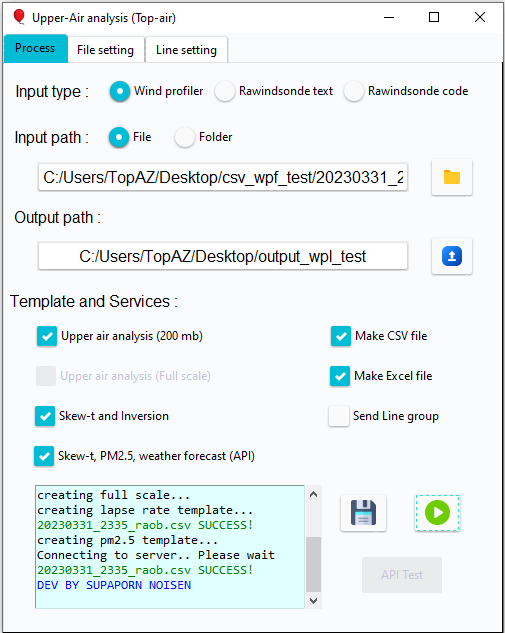 Upper-Air analysis (Top-air)
Process File setting Line setting
Input type : Wind profiler Rawindsonde text Rawindsonde code
Input path : File Folder
C:/Users/TopAZ/Desktop/csv_wpf_test/20230331_2
Output path :
C:/Users/TopAZ/Desktop/output_wpl_test
Template and Services :
Upper air analysis (200 mb) Make CSV file
Upper air analysis (Full scale) Make Excel file
Skew-t and Inversion Send Line group
Skew-t, PM2.5, weather forecast (API)
creating full scale...
creating lapse rate template...
20230331_2335_raob.csv SUCCESS!
creating pm2.5 template...
Connecting to server.. Please wait
20230331_2335_raob.csv SUCCESS!
DEV BY SUPAPORN NOISEN
API Test